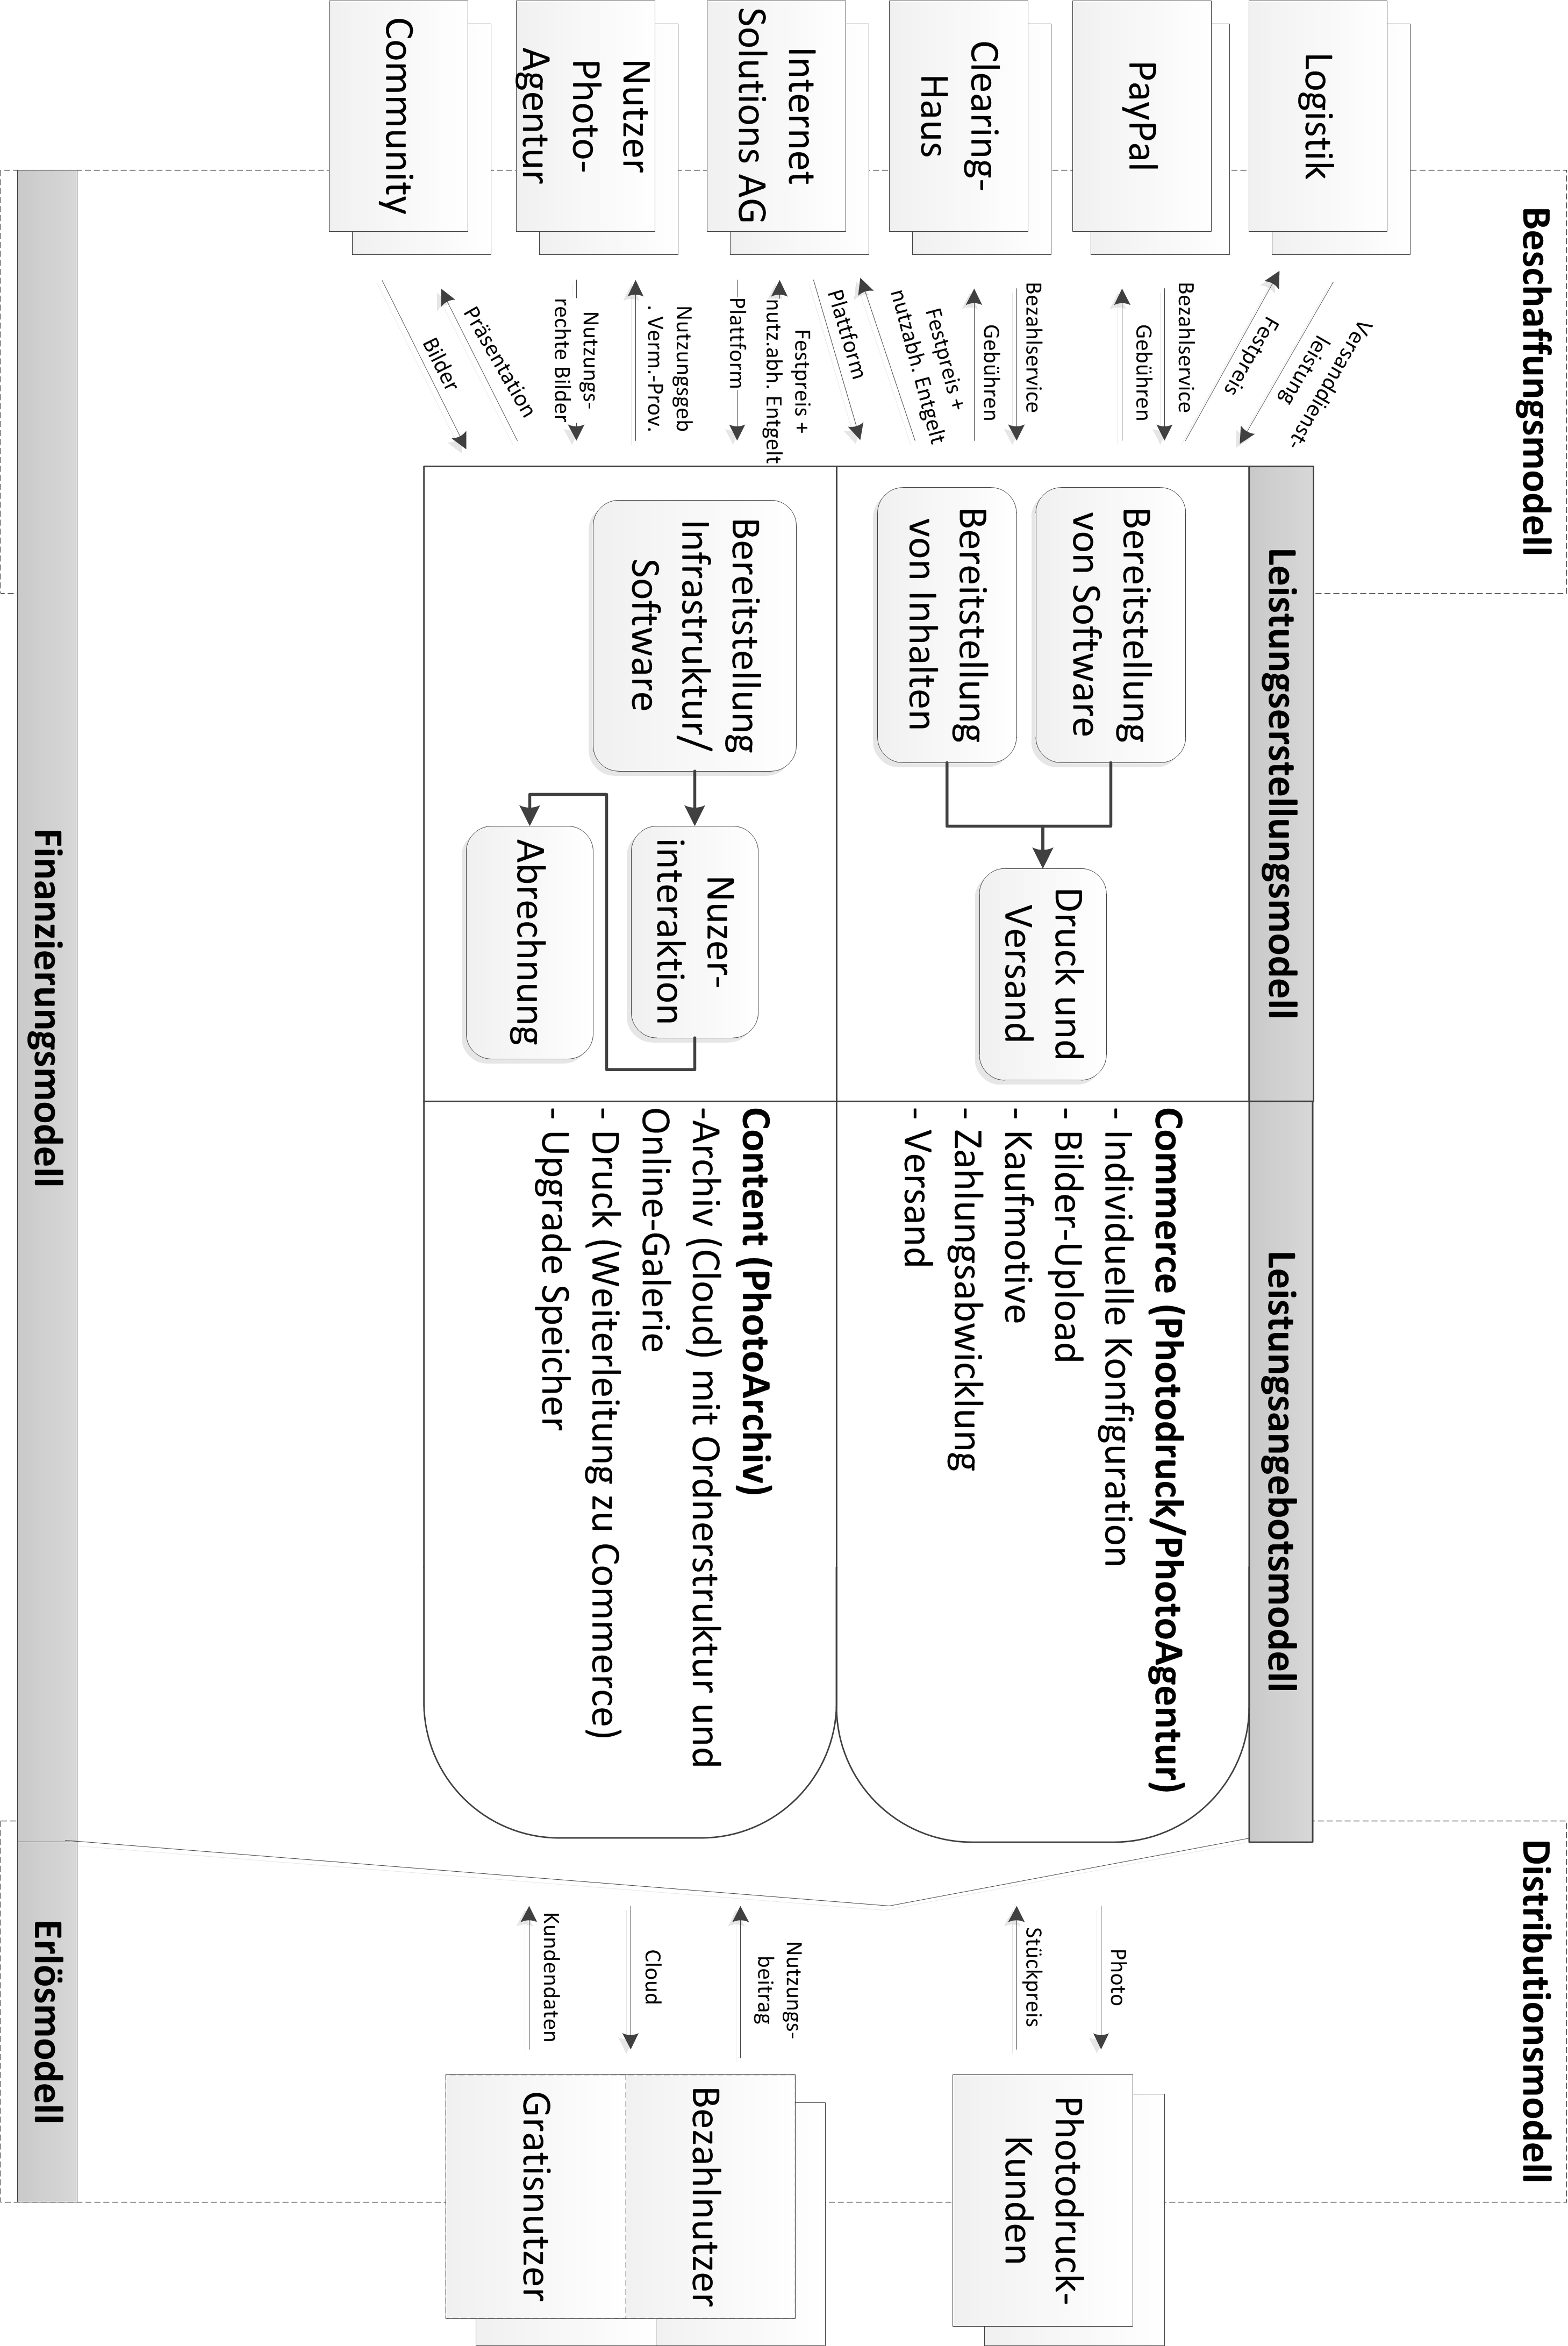 Beschaffungsmodell
Distributionsmodell
Leistungserstellungsmodell
Leistungsangebotsmodell
Logistik
Versanddienst-
leistung
Festpreis
PayPal
Bezahlservice
Gebühren
Clearing-
Haus
Bezahlservice
Gebühren
Festpreis +
nutzabh. Entgelt
Plattform
Internet
Solutions AG
Festpreis +
nutz.abh. Entgelt
Plattform
Nutzer
Photo-
Agentur
Nutzungsgeb
. Verm.-Prov.
Nutzungs-
rechte Bilder
Community
Präsentation
Bilder
Bereitstellung
von Software
Bereitstellung
von Inhalten
Druck und
Versand
Bereitstellung
Infrastruktur/
Software
Nuzer-
interaktion
Abrechnung
Commerce (Photodruck/PhotoAgentur)
- Individuelle Konfiguration
- Bilder-Upload
- Kaufmotive
- Zahlungsabwicklung
- Versand
Content (PhotoArchiv)
-Archiv (Cloud) mit Ordnerstruktur und
Online-Galerie
- Druck (Weiterleitung zu Commerce)
- Upgrade Speicher
Photo
Stückpreis
Photodruck-
Kunden
Nutzungs-
beitrag
Cloud
Kundendaten
Bezahlnutzer
Gratisnutzer
Finanzierungsmodell
Erlösmodell